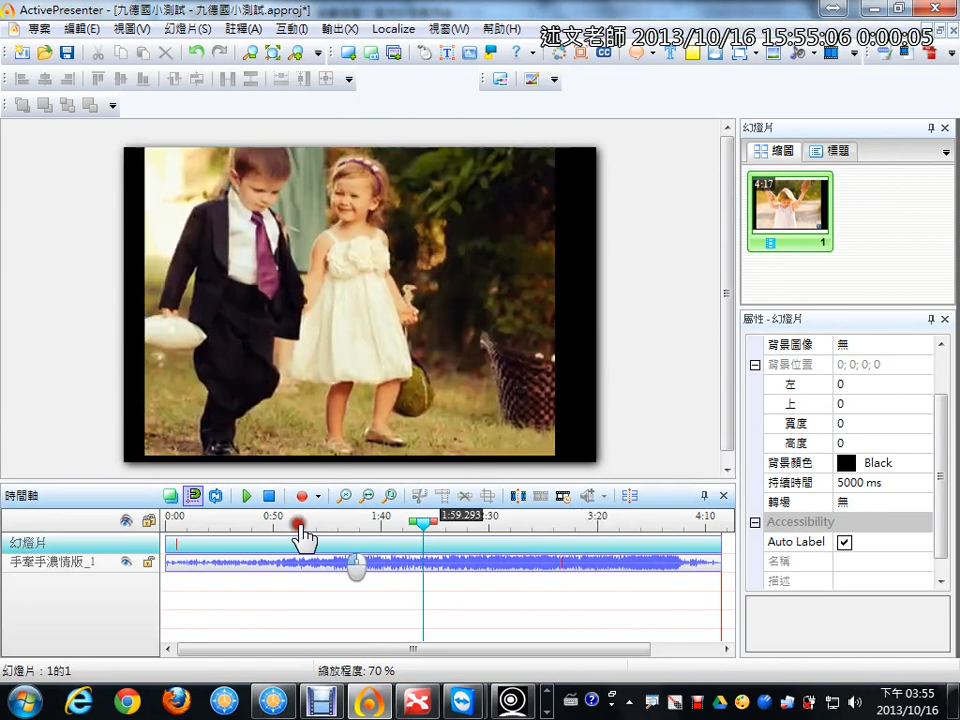 ActivePresenter - [九德國小測試 - 九德國小測試.approj*]
專案 編輯(E) 視圖(V) 幻燈片(S) 註釋(A) 互動(I) 輸出(X) Localize 視窗(W) 幫助(H)
述文老師 2013/10/16 15:55:06 0:00:05
幻燈片
縮圖 標題
4:17
1
屬性 - 幻燈片
背景圖像 無
背景位置 0; 0; 0; 0
左 0
上 0
寬度 0
高度 0
背景顏色 Black
持續時間 5000 ms
轉場 無
Accessibility
Auto Label
名稱
描述
時間軸
0:00 0:50 1:40 1:59.293 :30 3:20 4:10
幻燈片
手牽手濃情版_1
幻燈片：1的1
縮放程度: 70 %
下午 03:55
2013/10/16